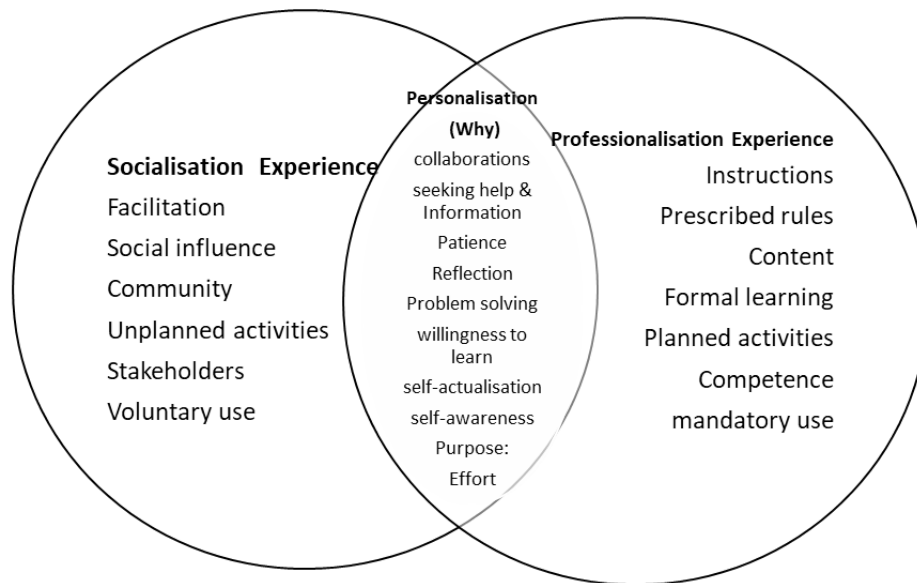 Socialisation Experience
Facilitation
Social influence
Community
Unplanned activities
Stakeholders
Voluntary use
Personalisation
(Why)
collaborations
seeking help &
Information
Patience
Reflection
Problem solving
willingness to
learn
self-actualisation
self-awareness
Purpose:
Effort
Professionalisation Experience
Instructions
Prescribed rules
Content
Formal learning
Planned activities
Competence
mandatory use